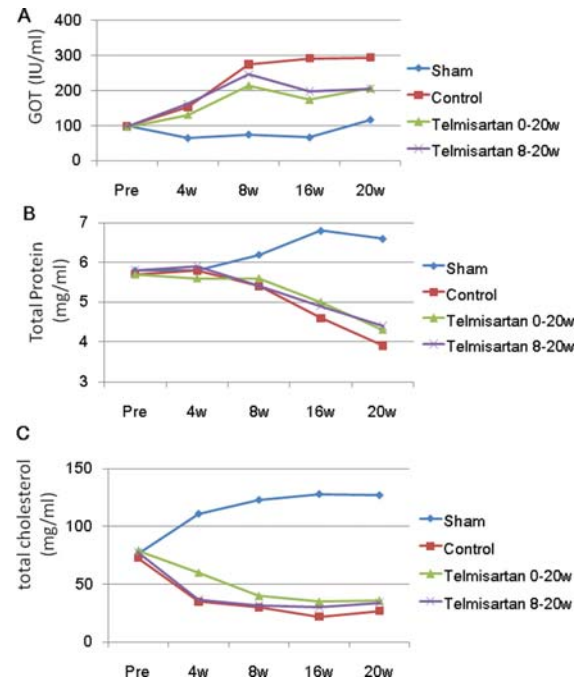 A
GOT (IU/ml)
400
300
200
100
0
Pre 4w 8w 16w 20w
Sham
Control
Telmisartan 0-20w
Telmisartan 8-20w
B
Total Protein
(mg/ml)
7
6
5
4
3
Pre 4w 8w 16w 20w
Sham
Control
Telmisartan 0-20w
Telmisartan 8-20w
C
total cholesterol
(mg/ml)
150
100
50
0
Pre 4w 8w 16w 20w
Sham
Control
Telmisartan 0-20w
Telmisartan 8-20w